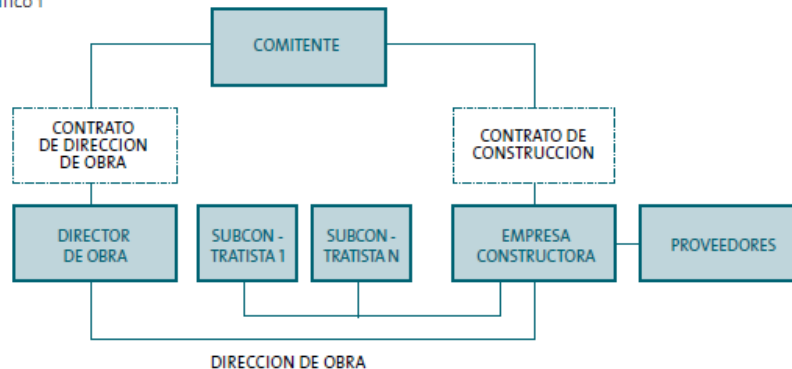 COMITENTE
CONTRATO
DE DIRECCION
DE OBRA
CONTRATO DE
CONSTRUCCION
DIRECTOR
DE OBRA
SUBCON -
TRATISTA 1
SUBCON -
TRATISTA N
EMPRESA
CONSTRUCTORA
PROVEEDORES
DIRECCION DE OBRA